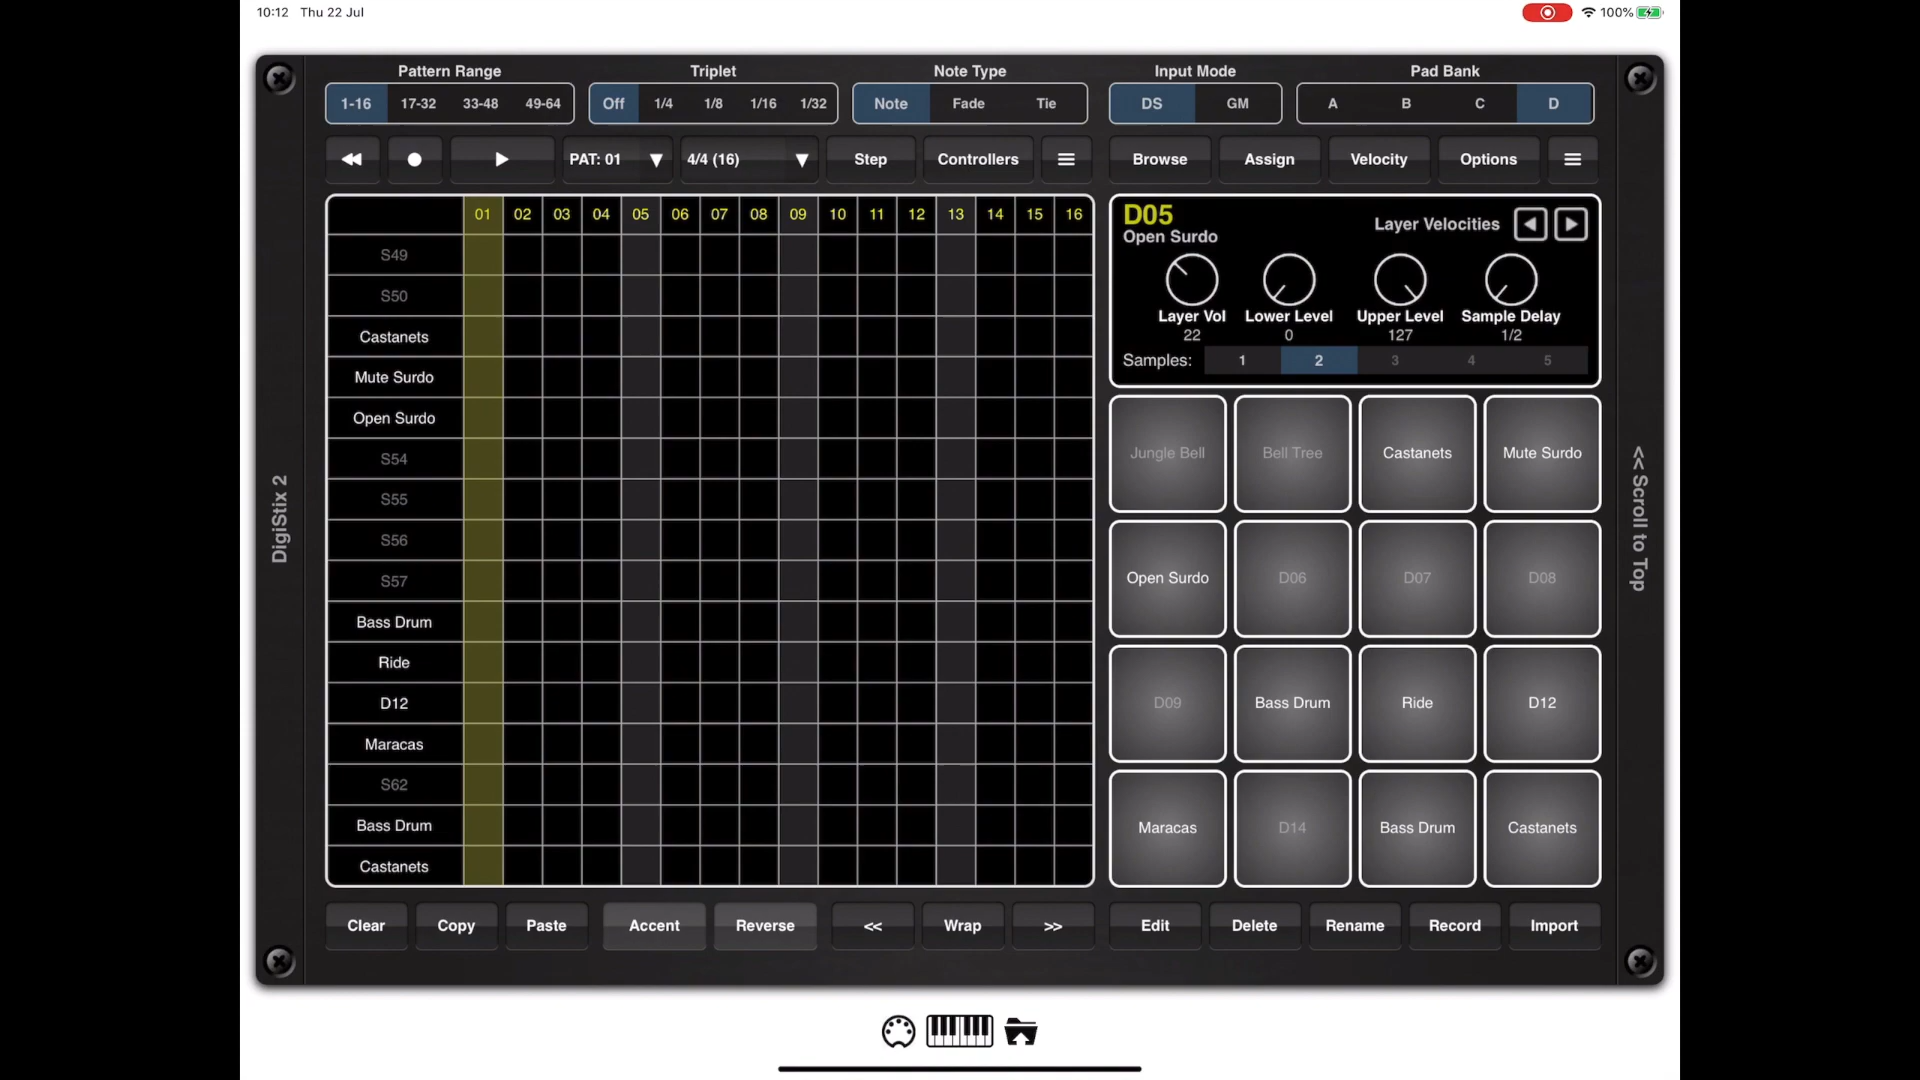 10:12 Thu 22 Jul 100%
Pattern Range Triplet Note Type Input Mode Pad Bank
1-16 17-32 33-48 49-64 Off 1/4 1/8 1/16 1/32 Note Fade Tie DS GM A B C D
PAT: 01 4/4 (16) Step Controllers Browse Assign Velocity Options
01 02 03 04 05 06 07 08 09 10 11 12 13 14 15 16
S49
S50
Castanets
Mute Surdo
Open Surdo
S54
S55
S56
S57
Bass Drum
Ride
D12
Maracas
S62
Bass Drum
Castanets
D05
Open Surdo
Layer Velocities
Layer Vol Lower Level Upper Level Sample Delay
22 0 127 1/2
Samples: 1 2 3 4 5
Jungle Bell Bell Tree Castanets Mute Surdo
Open Surdo D06 D07 D08
D09 Bass Drum Ride D12
Maracas D14 Bass Drum Castanets
Clear Copy Paste Accent Reverse << Wrap >> Edit Delete Rename Record Import
DigiStix 2
<< Scroll to Top